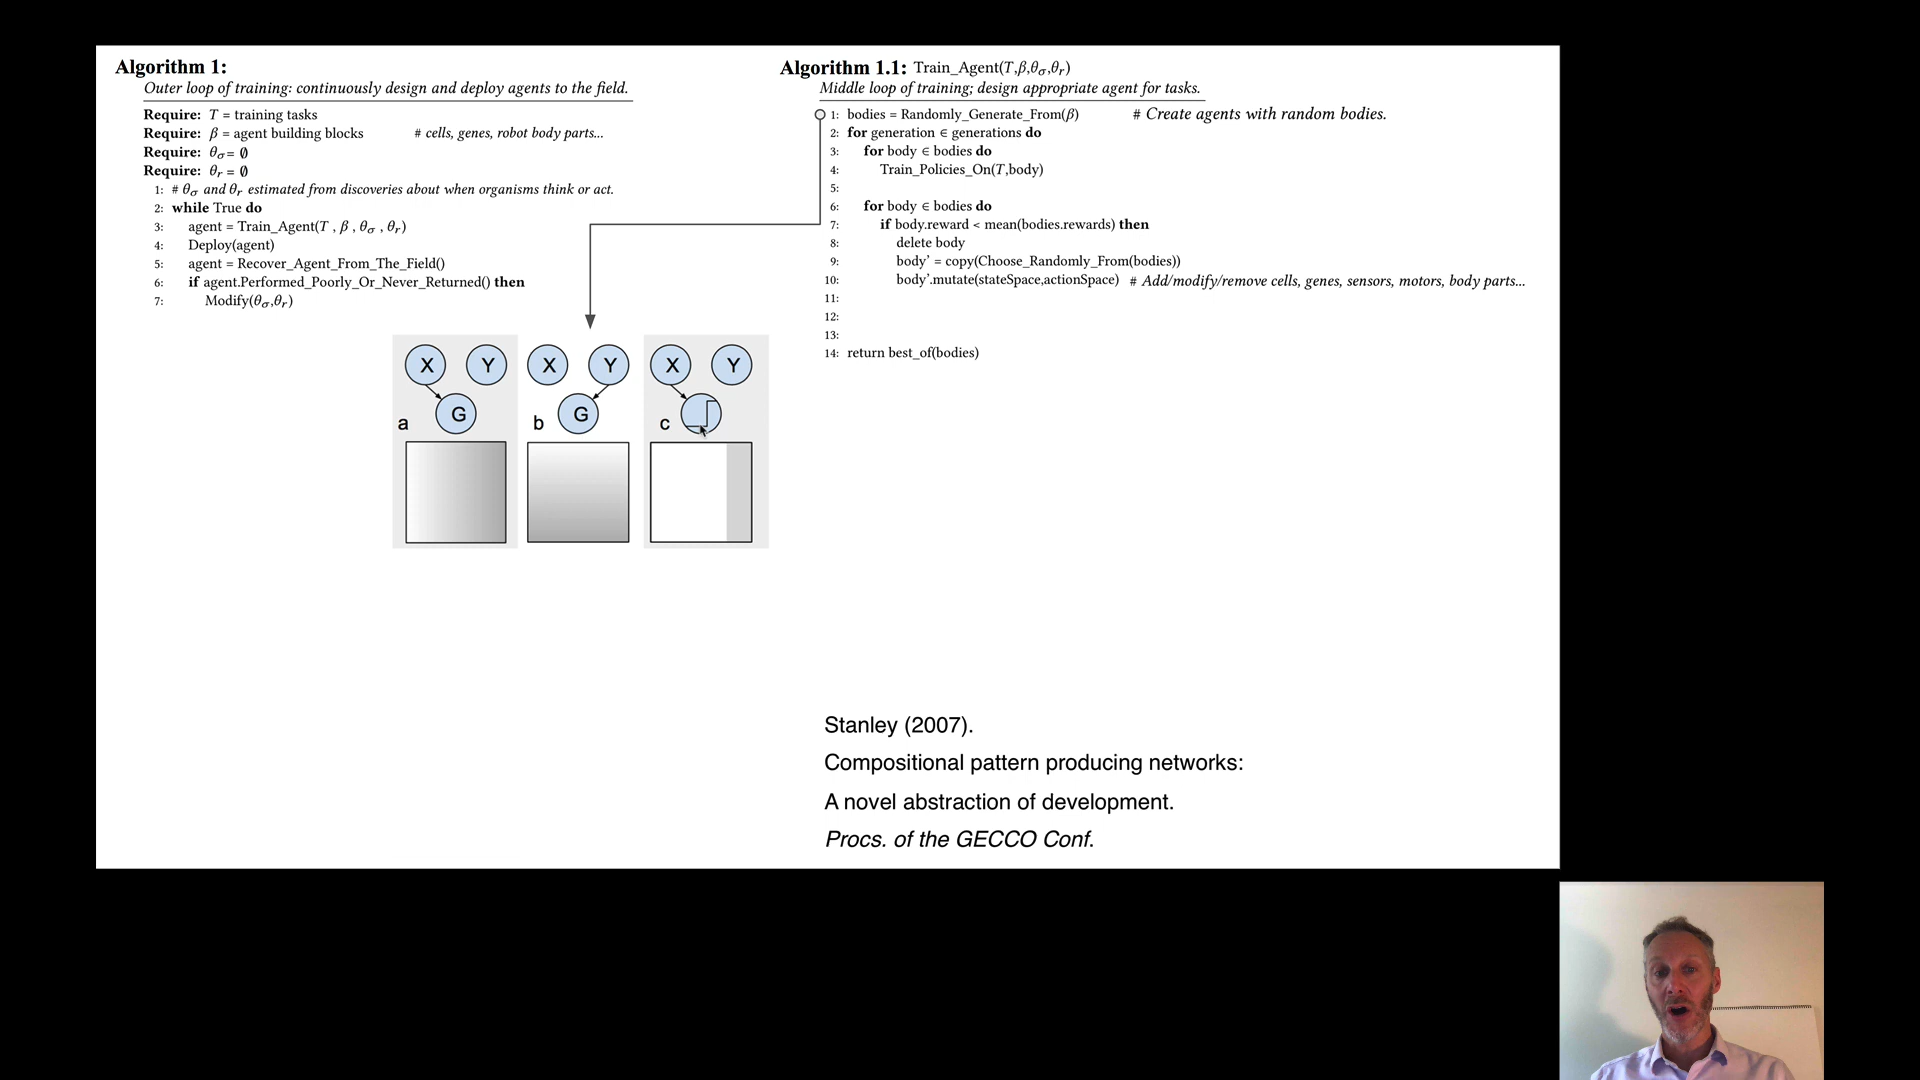 Algorithm 1:
Outer loop of training: continuously design and deploy agents to the field.
Require: T = training tasks
Require: β = agent building blocks # cells, genes, robot body parts...
Require: θσ = ∅
Require: θr = ∅
1: # θσ and θr estimated from discoveries about when organisms think or act.
2: while True do
3: agent = Train_Agent(T , β , θσ , θr)
4: Deploy(agent)
5: agent = Recover_Agent_From_The_Field()
6: if agent.Performed_Poorly_Or_Never_Returned() then
7: Modify(θσ,θr)
Algorithm 1.1: Train_Agent(T,β,θσ,θr)
Middle loop of training; design appropriate agent for tasks.
1: bodies = Randomly_Generate_From(β) # Create agents with random bodies.
2: for generation ∈ generations do
3: for body ∈ bodies do
4: Train_Policies_On(T,body)
5:
6: for body ∈ bodies do
7: if body.reward < mean(bodies.rewards) then
8: delete body
9: body’ = copy(Choose_Randomly_From(bodies))
10: body’.mutate(stateSpace,actionSpace) # Add/modify/remove cells, genes, sensors, motors, body parts...
11:
12:
13:
14: return best_of(bodies)
X Y X Y X Y
G G
a b c
Stanley (2007).
Compositional pattern producing networks:
A novel abstraction of development.
Procs. of the GECCO Conf.